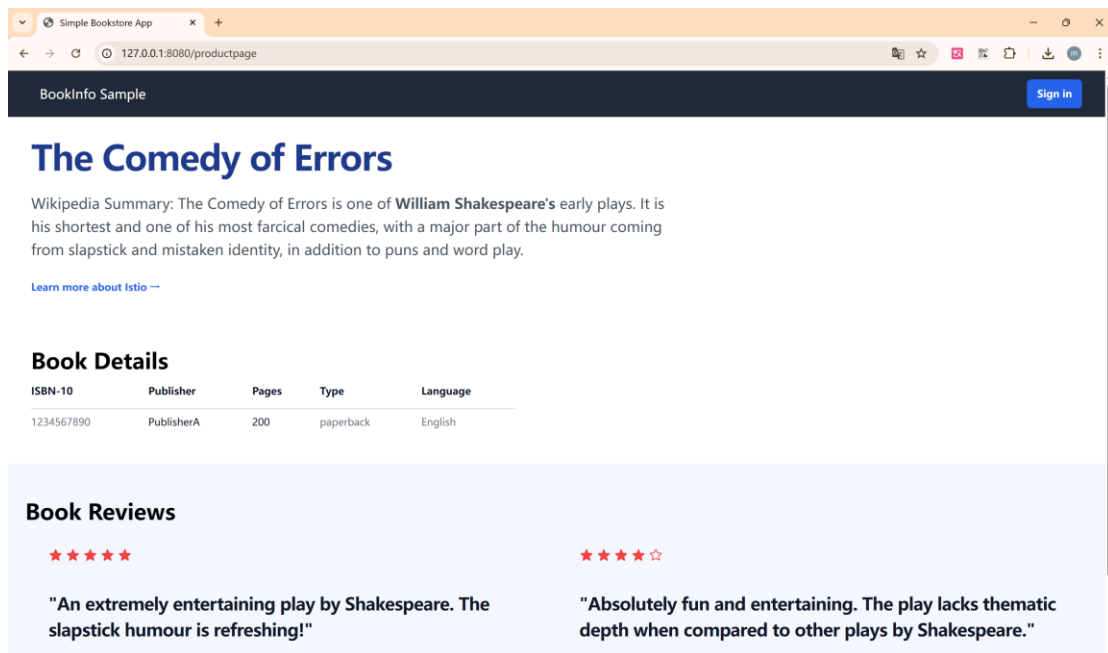 Simple Bookstore App
127.0.0.1:8080/productpage
m
BookInfo Sample
Sign in
The Comedy of Errors
Wikipedia Summary: The Comedy of Errors is one of William Shakespeare's early plays. It is
his shortest and one of his most farcical comedies, with a major part of the humour coming
from slapstick and mistaken identity, in addition to puns and word play.
Learn more about Istio →
Book Details
ISBN-10 Publisher Pages Type Language
1234567890 PublisherA 200 paperback English
Book Reviews
"An extremely entertaining play by Shakespeare. The
slapstick humour is refreshing!"
"Absolutely fun and entertaining. The play lacks thematic
depth when compared to other plays by Shakespeare."